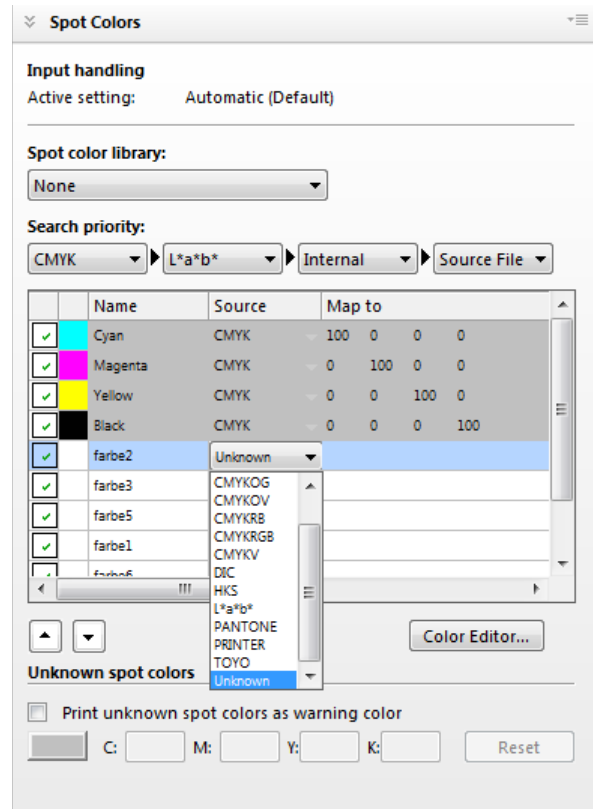 Spot Colors
Input handling
Active setting: Automatic (Default)
Spot color library:
None
Search priority:
CMYK L*a*b* Internal Source File
Name Source Map to
Cyan CMYK 100 0 0 0
Magenta CMYK 0 100 0 0
Yellow CMYK 0 0 100 0
Black CMYK 0 0 0 100
farbe2 Unknown
farbe3
farbe5
farbe1
farbe6
CMYKOG
CMYKOV
CMYKRB
CMYKRGB
CMYKV
DIC
HKS
L*a*b*
PANTONE
PRINTER
TOYO
Unknown
Color Editor...
Unknown spot colors
Print unknown spot colors as warning color
C: M: Y: K: Reset